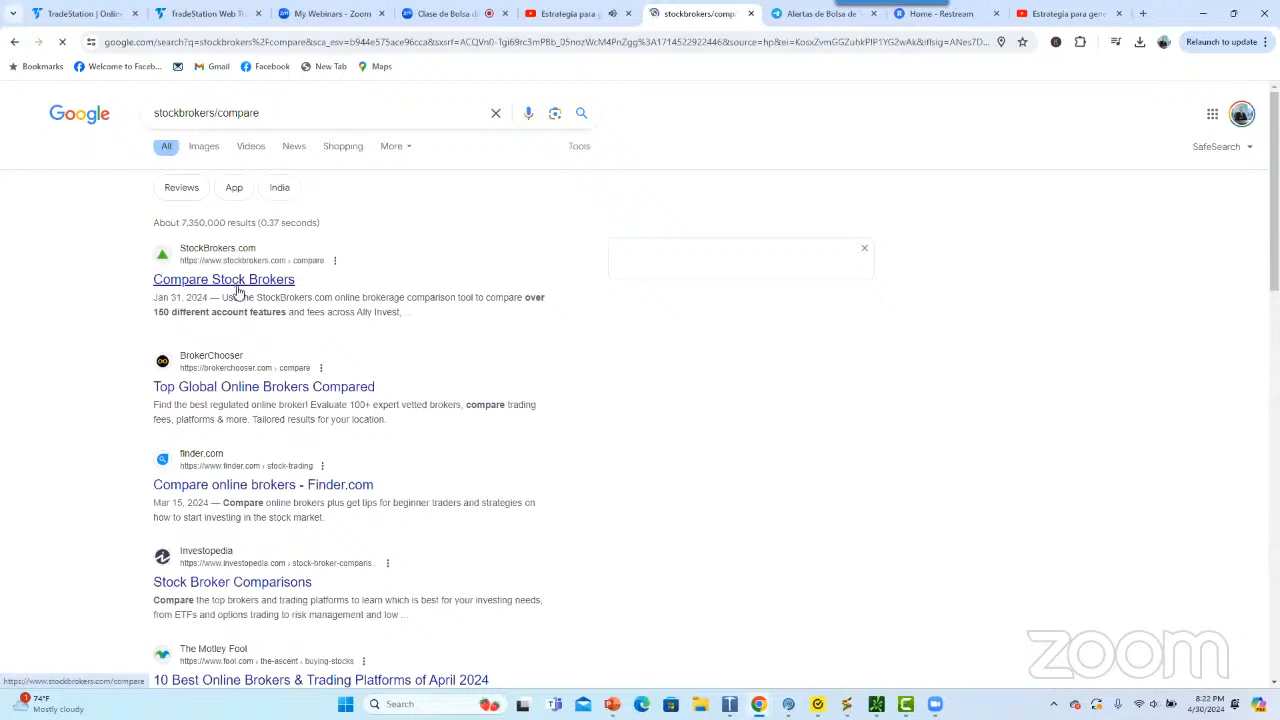 TradeStation Onlin
TradeStation Web Tu
My Webinars - Zoom
Clase de Bolsa d
Estrategia para
stockbrokers/compar
Alertas de Bolsa de
Home - Restream
Estrategia para gene
google.com/search?q=stockbrokers%2Fcompare&sca_esv=b944e575ae96cca&sxsrf=ACQVn0-Tgi69rc3mPBb_05nozWcM4PnZgg%3A1714522922446&source=hp&ei=KosxZvmGGZuhkPIP1YG2wAk&iflsig=ANes7D...
Relaunch to update
Bookmarks
Welcome to Faceb...
Gmail
Facebook
New Tab
Maps
Google
stockbrokers/compare
All
Images
Videos
News
Shopping
More
Tools
SafeSearch
Reviews
App
India
About 7,350,000 results (0.37 seconds)
StockBrokers.com
https://www.stockbrokers.com › compare
Compare Stock Brokers
Jan 31, 2024 — Use the StockBrokers.com online brokerage comparison tool to compare over
150 different account features and fees across Ally Invest, ...
BrokerChooser
https://brokerchooser.com › compare
Top Global Online Brokers Compared
Find the best regulated online broker! Evaluate 100+ expert vetted brokers, compare trading
fees, platforms & more. Tailored results for your location.
finder.com
https://www.finder.com › stock-trading
Compare online brokers - Finder.com
Mar 15, 2024 — Compare online brokers plus get tips for beginner traders and strategies on
how to start investing in the stock market.
Investopedia
https://www.investopedia.com › stock-broker-comparis...
Stock Broker Comparisons
Compare the top brokers and trading platforms to learn which is best for your investing needs,
from ETFs and options trading to risk management and low ...
The Motley Fool
https://www.fool.com › the-ascent › buying-stocks
10 Best Online Brokers & Trading Platforms of April 2024
zoom
https://www.stockbrokers.com/compare
1
74°F
Mostly cloudy
Search
8:22 PM
4/30/2024